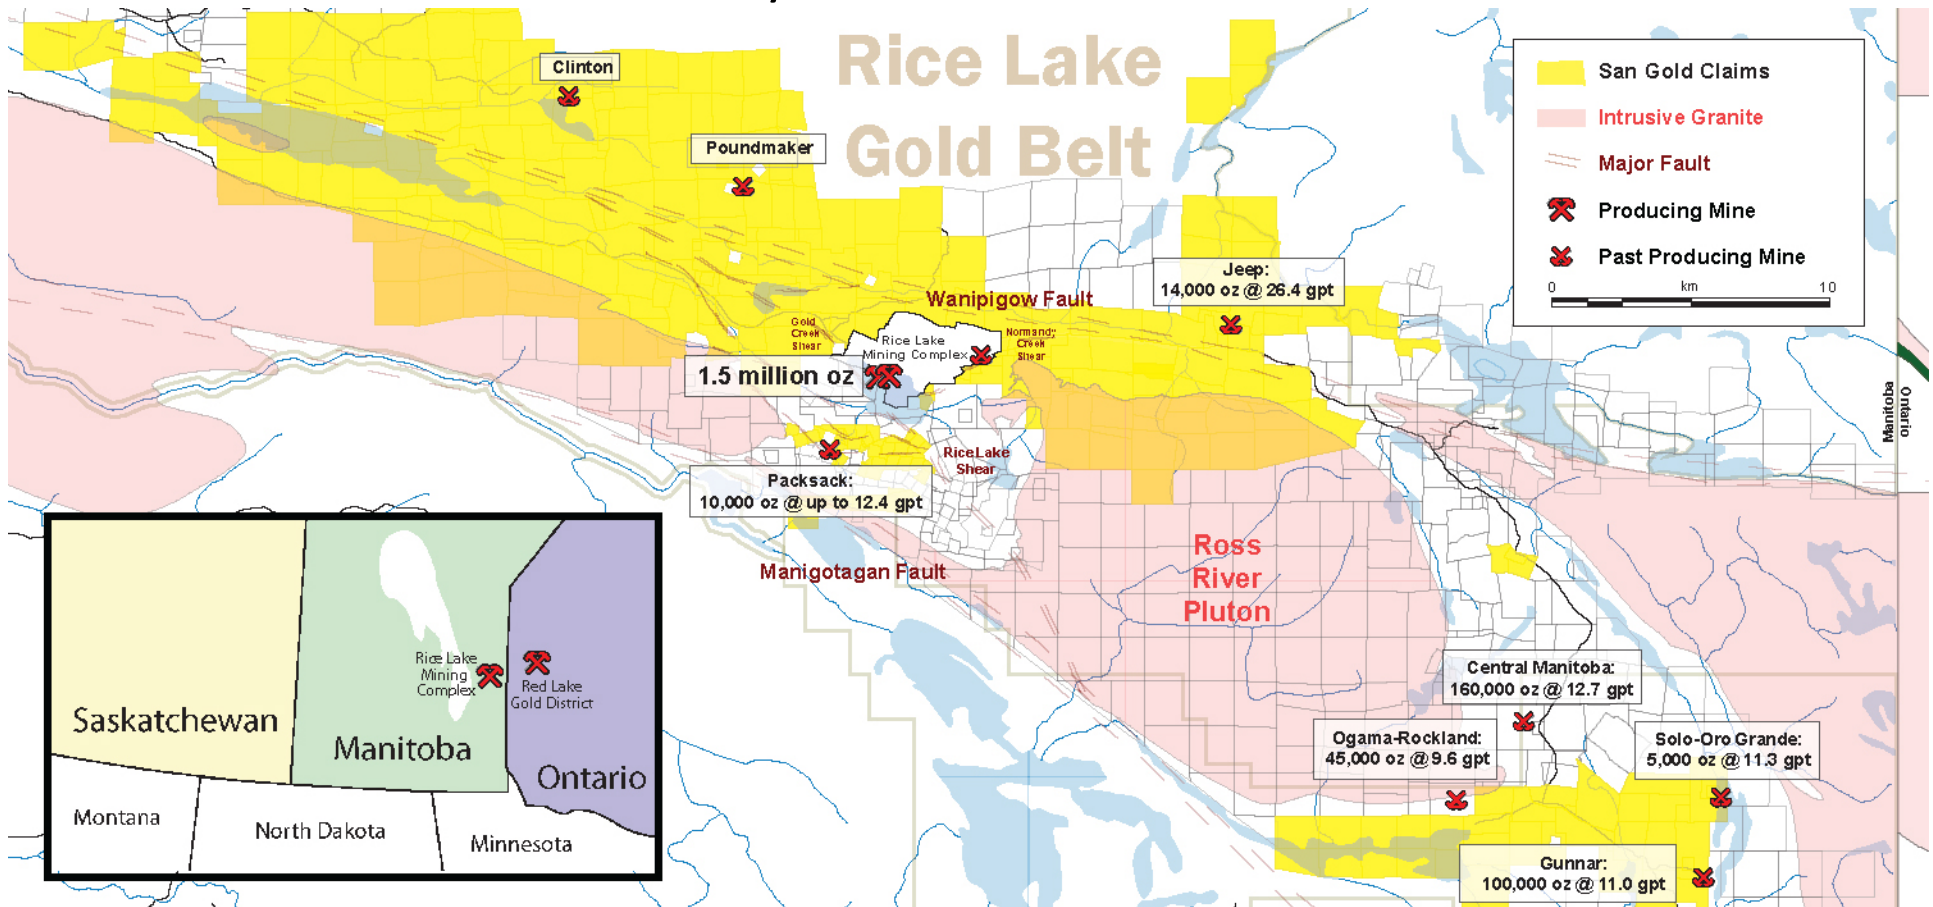 Rice Lake
Gold Belt
Clinton
Poundmaker
San Gold Claims
Intrusive Granite
Major Fault
Producing Mine
Past Producing Mine
0 km 10
Jeep:
14,000 oz @ 26.4 gpt
Wanipigow Fault
Gold
Creek
Shear
Rice Lake
Mining Complex
Normandy
Creek
Shear
1.5 million oz
Manitoba
Ontario
Rice Lake
Shear
Packsack:
10,000 oz @ up to 12.4 gpt
Manigotagan Fault
Ross
River
Pluton
Central Manitoba:
160,000 oz @ 12.7 gpt
Ogama-Rockland:
45,000 oz @ 9.6 gpt
Solo-Oro Grande:
5,000 oz @ 11.3 gpt
Gunnar:
100,000 oz @ 11.0 gpt
Rice Lake
Mining
Complex
Red Lake
Gold District
Saskatchewan
Manitoba
Ontario
Montana
North Dakota
Minnesota